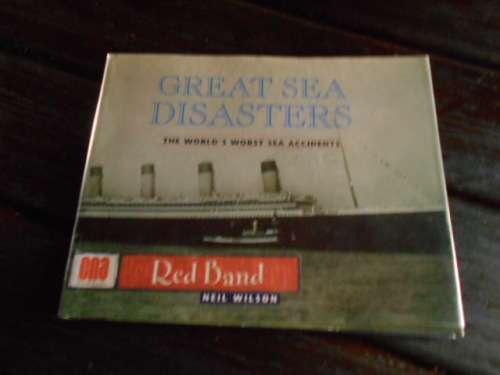 GREAT SEA
DISASTERS
THE WORLD'S WORST SEA ACCIDENTS
ena
Red Band
NEIL WILSON